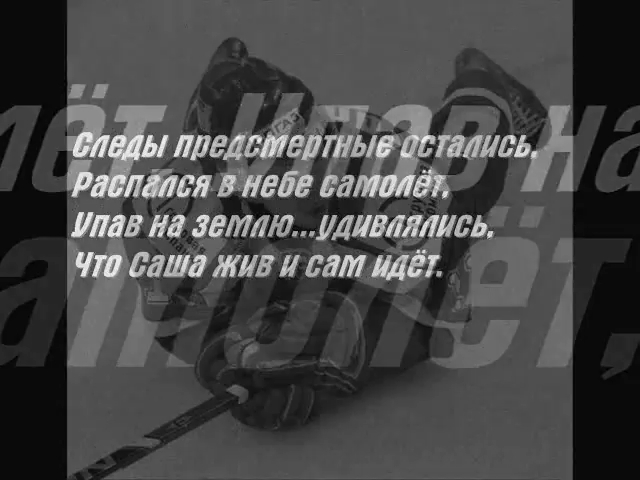 Следы предсмертные остались.
Распался в небе самолёт,
Упав на землю...удивлялись,
Что Саша жив и сам идёт.